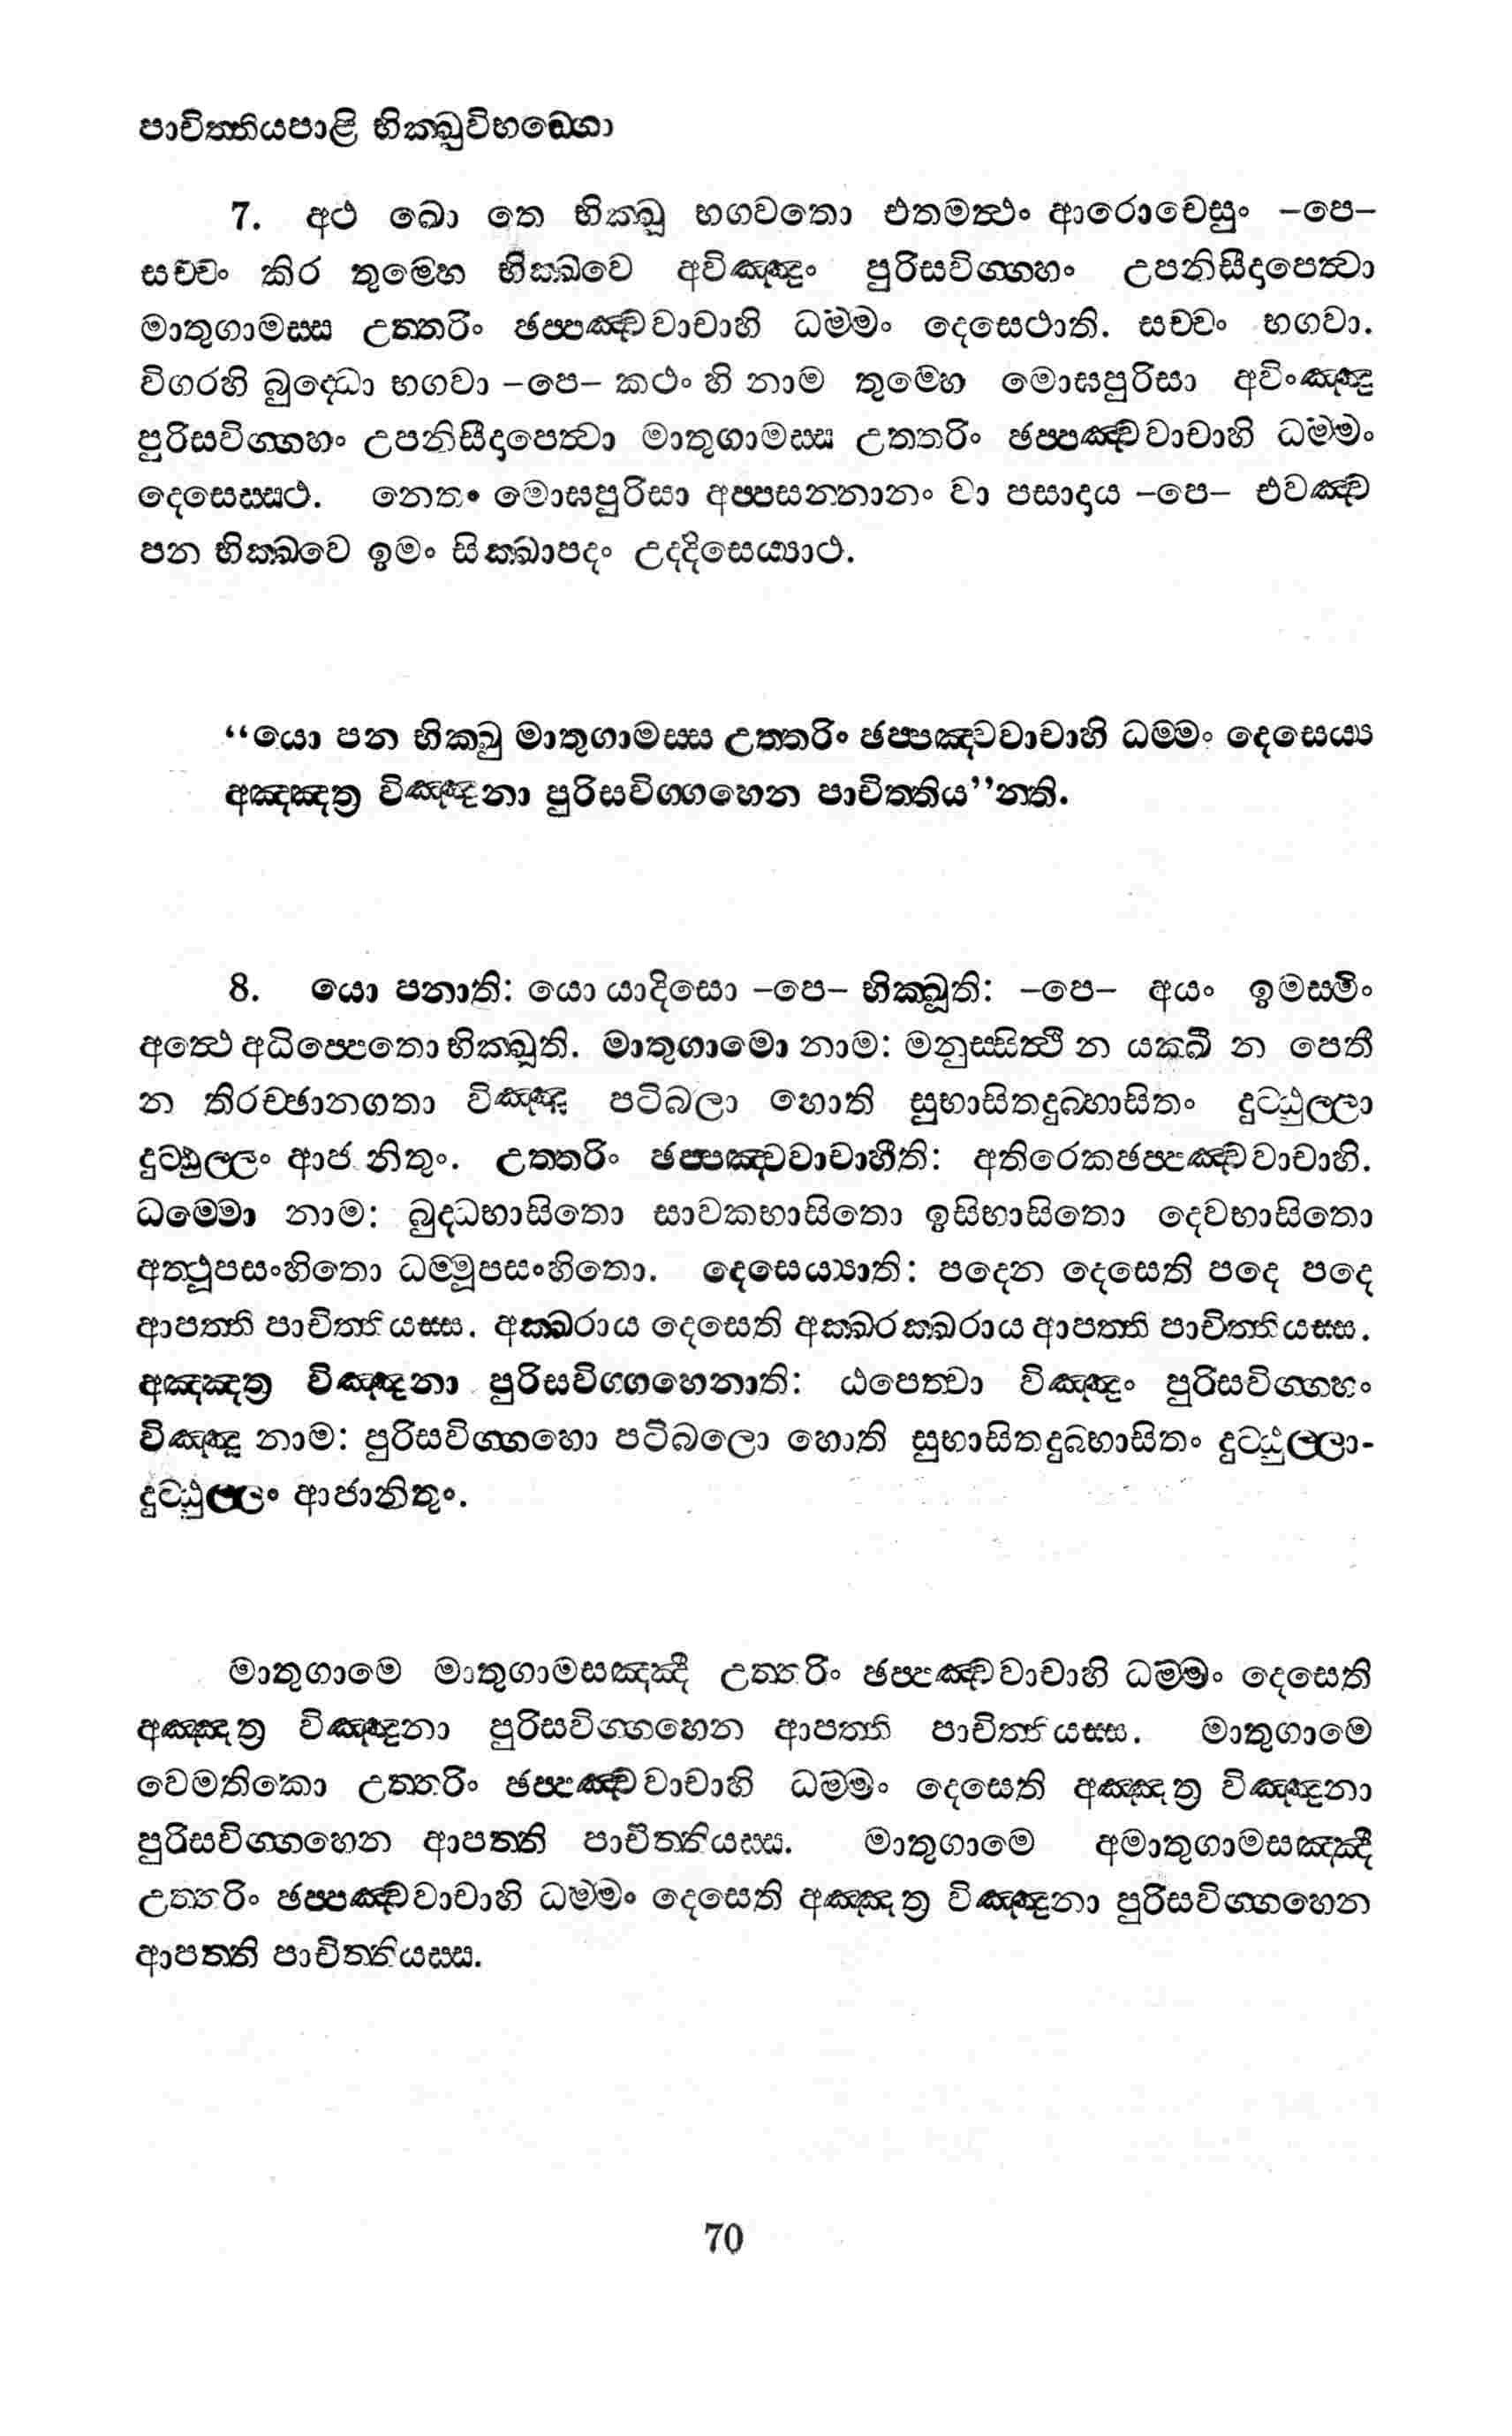 පාචිත්තියපාළි භික්ඛුවිභඞ්ගො
7. අථ ඛො තෙ භික්ඛූ භගවතො එතමත්ථං ආරොචෙසුං –පෙ–
සච්චං කිර තුම්හෙ භික්ඛවෙ අවිඤ්ඤුං පුරිසවිග්ගහං උපනිසීදාපෙත්වා
මාතුගාමස්ස උත්තරිං ඡප්පඤ්චවාචාහි ධම්මං දෙසෙථාති. සච්චං භගවා.
විගරහි බුද්ධො භගවා –පෙ– කථං හි නාම තුම්හෙ මොඝපුරිසා අවිංඤ්ඤු
පුරිසවිග්ගහං උපනිසීදාපෙත්වා මාතුගාමස්ස උත්තරිං ඡප්පඤ්චවාචාහි ධම්මං
දෙසෙස්සථ. නෙතං මොඝපුරිසා අප්පසන්නානං වා පසාදාය –පෙ– එවඤ්ච
පන භික්ඛවෙ ඉමං සික්ඛාපදං උද්දිසෙය්‍යාථ.
“යො පන භික්ඛු මාතුගාමස්ස උත්තරිං ඡප්පඤ්චවාචාහි ධම්මං දෙසෙය්‍ය
අඤ්ඤත්‍ර විඤ්ඤුනා පුරිසවිග්ගහෙන පාචිත්තිය”න්ති.
8. යො පනාති: යො යාදිසො –පෙ– භික්ඛූති: –පෙ– අයං ඉමස්මිං
අත්ථෙ අධිප්පෙතො භික්ඛූති. මාතුගාමො නාම: මනුස්සිත්ථී න යක්ඛී න පෙතී
න තිරච්ඡානගතා විඤ්ඤූ පටිබලා හොති සුභාසිතදුබ්භාසිතං දුට්ඨුල්ලා
දුට්ඨුල්ලං ආජානිතුං. උත්තරිං ඡප්පඤ්චවාචාහීති: අතිරෙකඡප්පඤ්චවාචාහි.
ධම්මො නාම: බුද්ධභාසිතො සාවකභාසිතො ඉසිභාසිතො දෙවභාසිතො
අත්ථූපසංහිතො ධම්මූපසංහිතො. දෙසෙය්‍යාති: පදෙන දෙසෙති පදෙ පදෙ
ආපත්ති පාචිත්තියස්ස. අක්ඛරාය දෙසෙති අක්ඛරක්ඛරාය ආපත්ති පාචිත්තියස්ස.
අඤ්ඤත්‍ර විඤ්ඤුනා පුරිසවිග්ගහෙනාති: ඨපෙත්වා විඤ්ඤුං පුරිසවිග්ගහං
විඤ්ඤූ නාම: පුරිසවිග්ගහො පටිබලො හොති සුභාසිතදුබ්භාසිතං දුට්ඨුල්ලා-
දුට්ඨුල්ලං ආජානිතුං.
මාතුගාමෙ මාතුගාමසඤ්ඤී උත්තරිං ඡප්පඤ්චවාචාහි ධම්මං දෙසෙති
අඤ්ඤත්‍ර විඤ්ඤුනා පුරිසවිග්ගහෙන ආපත්ති පාචිත්තියස්ස. මාතුගාමෙ
වෙමතිකො උත්තරිං ඡප්පඤ්චවාචාහි ධම්මං දෙසෙති අඤ්ඤත්‍ර විඤ්ඤුනා
පුරිසවිග්ගහෙන ආපත්ති පාචිත්තියස්ස. මාතුගාමෙ අමාතුගාමසඤ්ඤී
උත්තරිං ඡප්පඤ්චවාචාහි ධම්මං දෙසෙති අඤ්ඤත්‍ර විඤ්ඤුනා පුරිසවිග්ගහෙන
ආපත්ති පාචිත්තියස්ස.
70